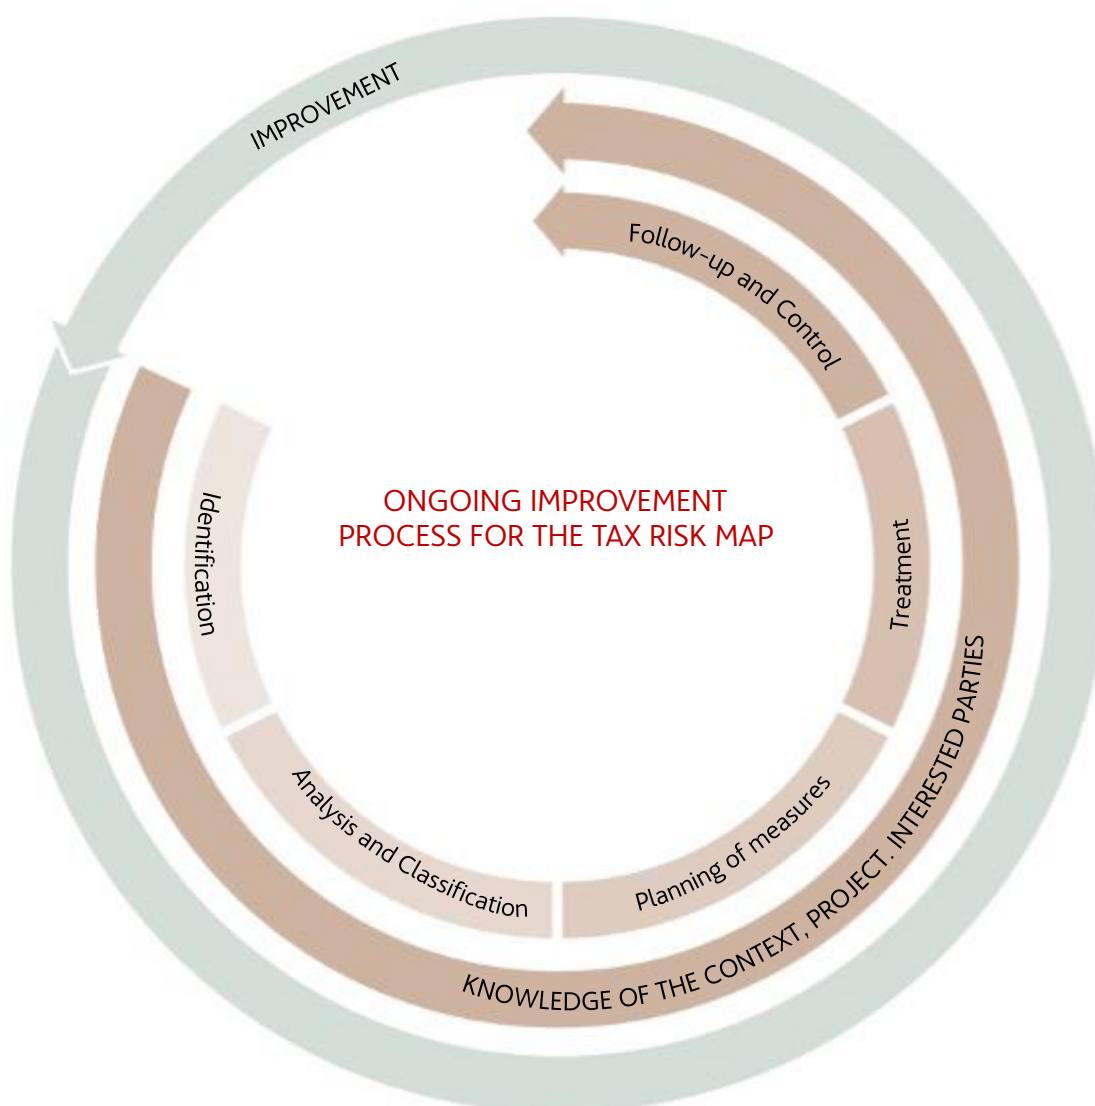 IMPROVEMENT
Follow-up and Control
Identification
ONGOING IMPROVEMENT
PROCESS FOR THE TAX RISK MAP
Treatment
Analysis and Classification
Planning of measures
KNOWLEDGE OF THE CONTEXT, PROJECT. INTERESTED PARTIES